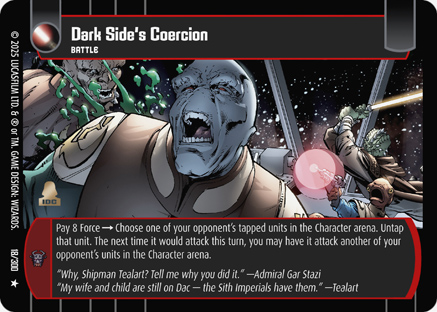 Dark Side's Coercion
BATTLE
© 2025 LUCASFILM LTD. & ® or TM. GAME DESIGN: WIZARDS.
IDC
18/300
Pay 8 Force → Choose one of your opponent's tapped units in the Character arena. Untap
that unit. The next time it would attack this turn, you may have it attack another of your
opponent's units in the Character arena.
"Why, Shipman Tealart? Tell me why you did it." —Admiral Gar Stazi
"My wife and child are still on Dac — the Sith Imperials have them." —Tealart